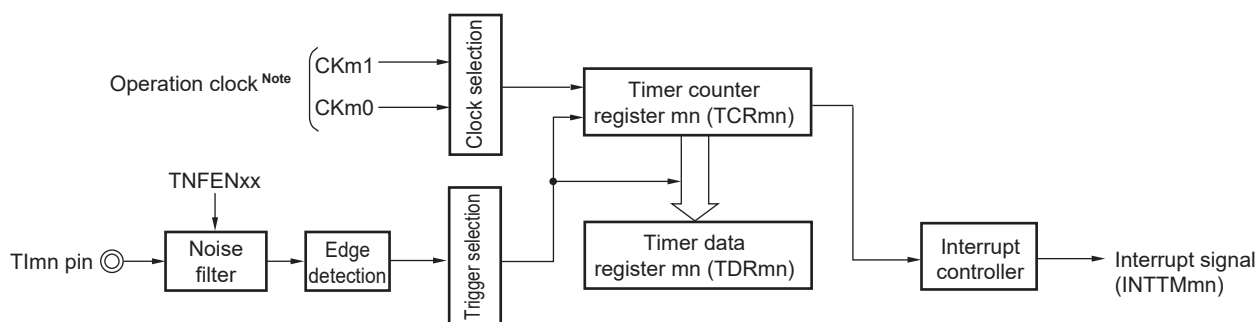 Operation clock Note
CKm1
CKm0
Clock selection
Timer counter
register mn (TCRmn)
TNFENxx
TImn pin
Noise
filter
Edge
detection
Trigger selection
Timer data
register mn (TDRmn)
Interrupt
controller
Interrupt signal
(INTTMmn)